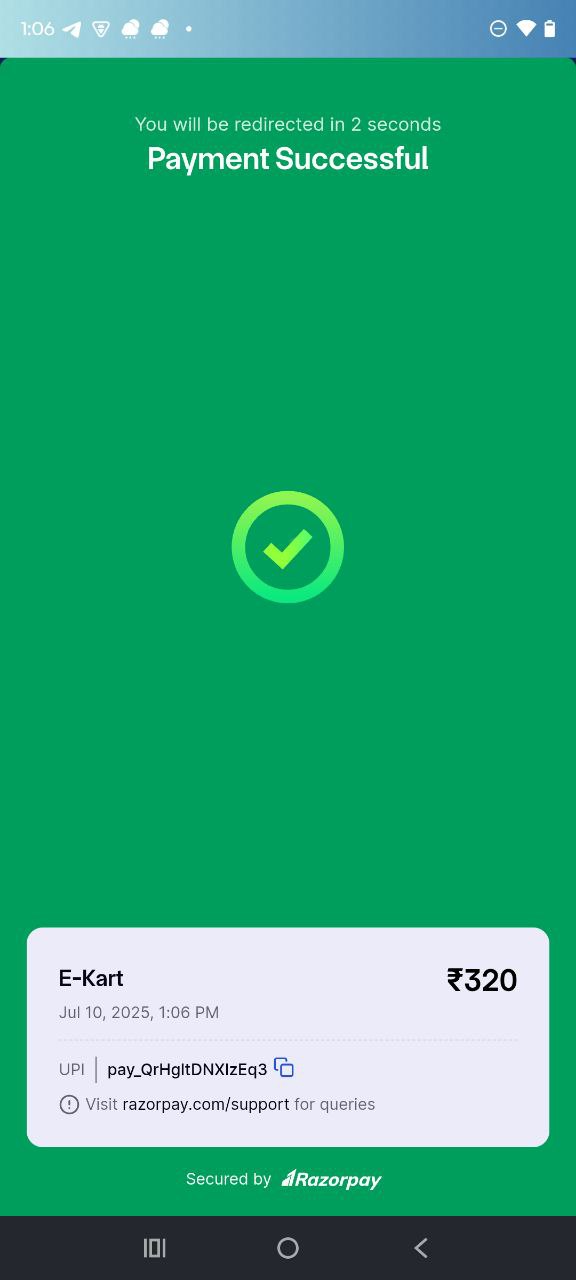 1:06
You will be redirected in 2 seconds
Payment Successful
E-Kart ₹320
Jul 10, 2025, 1:06 PM
UPI pay_QrHgltDNXlzEq3
Visit razorpay.com/support for queries
Secured by Razorpay